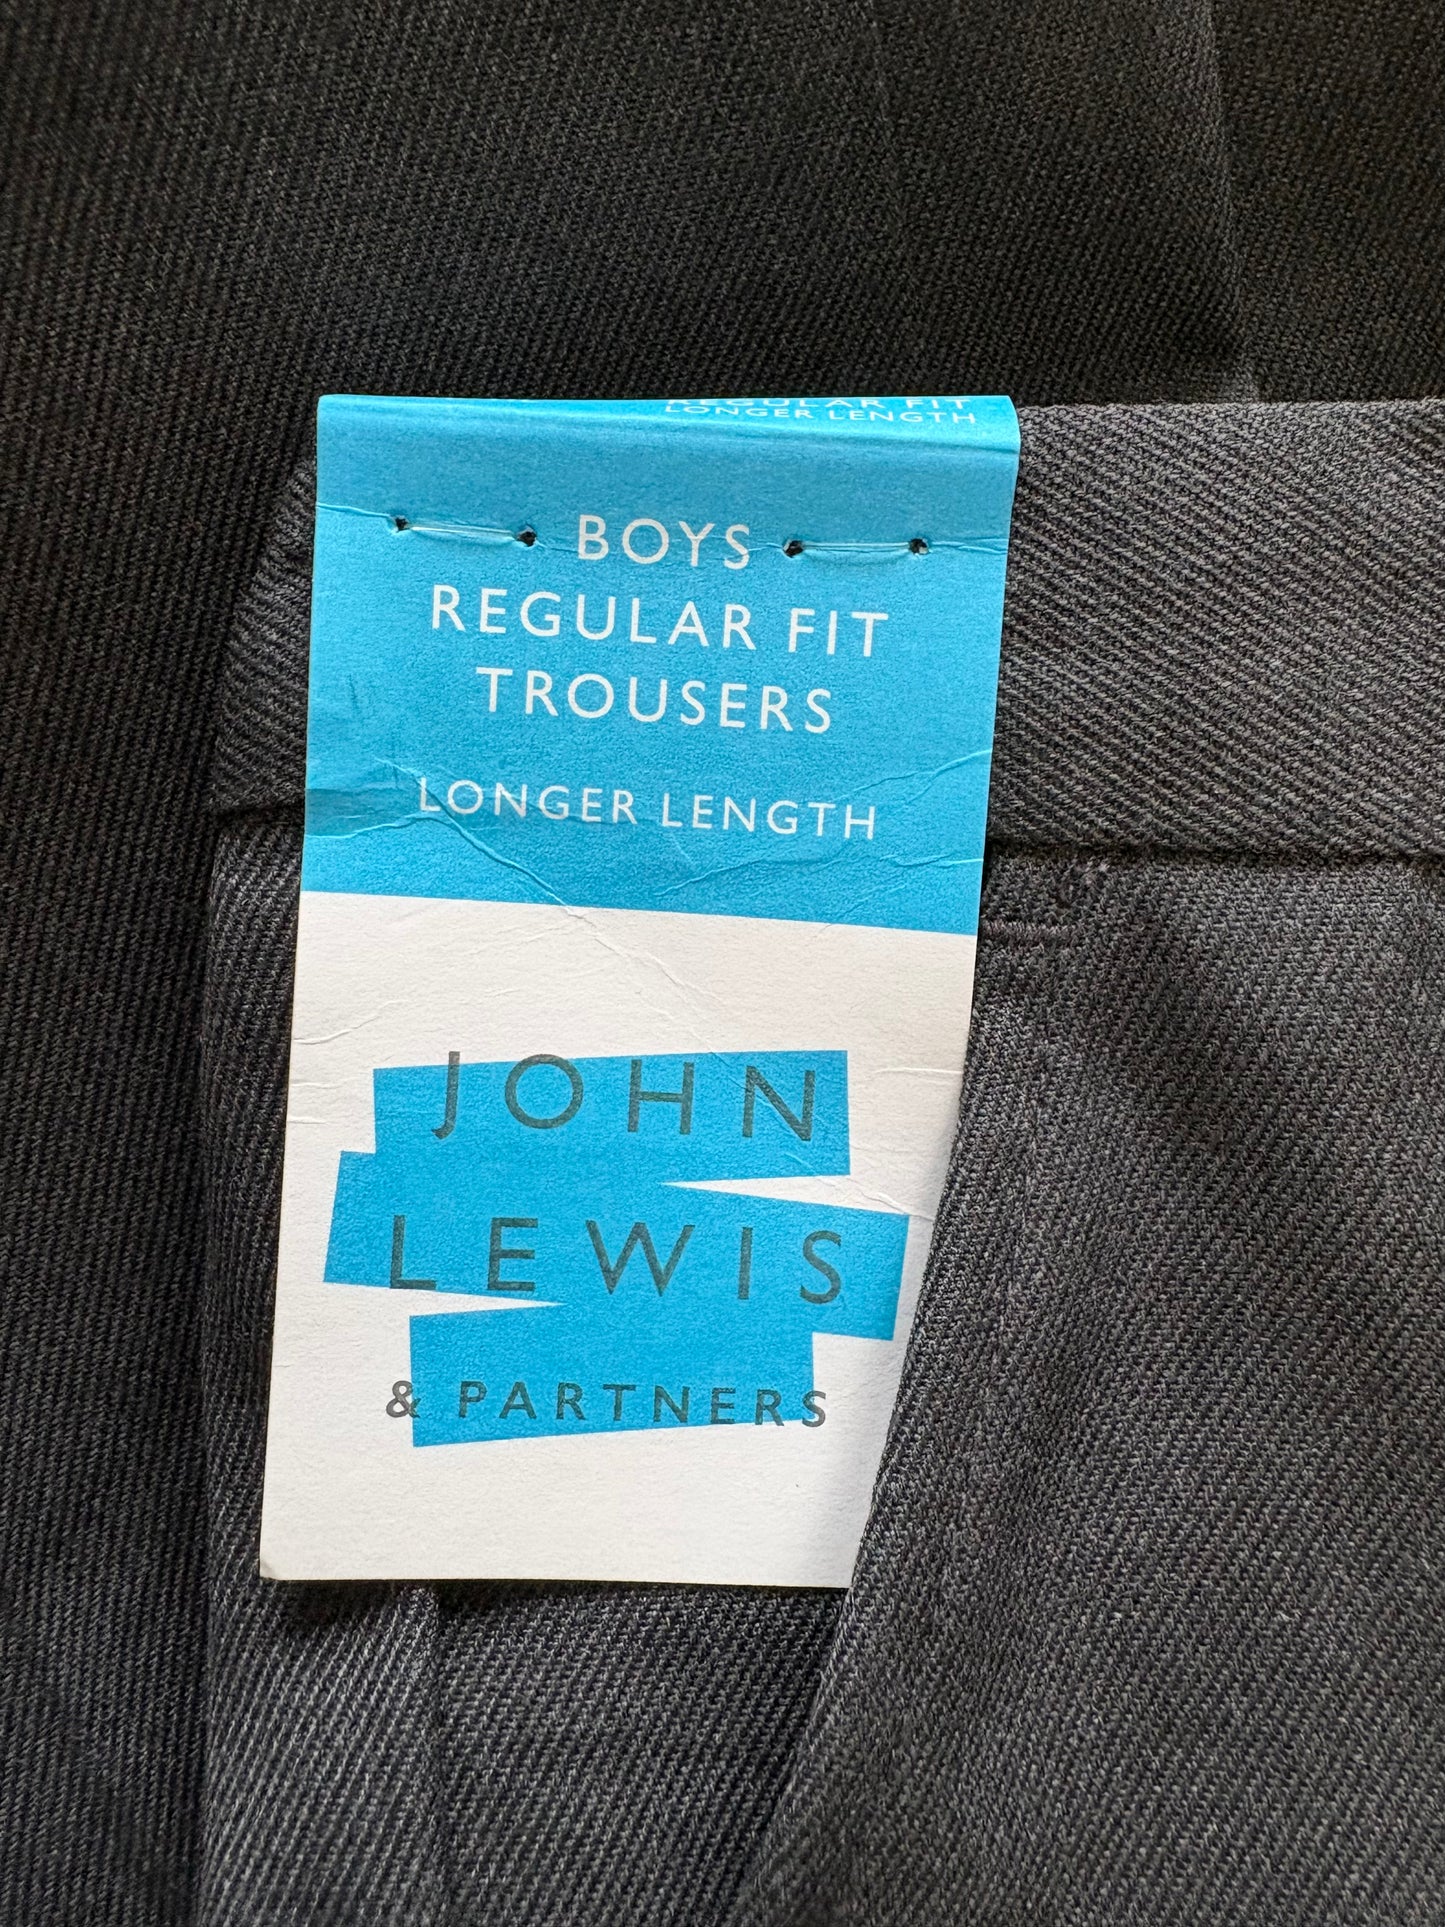 REGULAR FIT
LONGER LENGTH
BOYS
REGULAR FIT
TROUSERS
LONGER LENGTH
JOHN
LEWIS
& PARTNERS